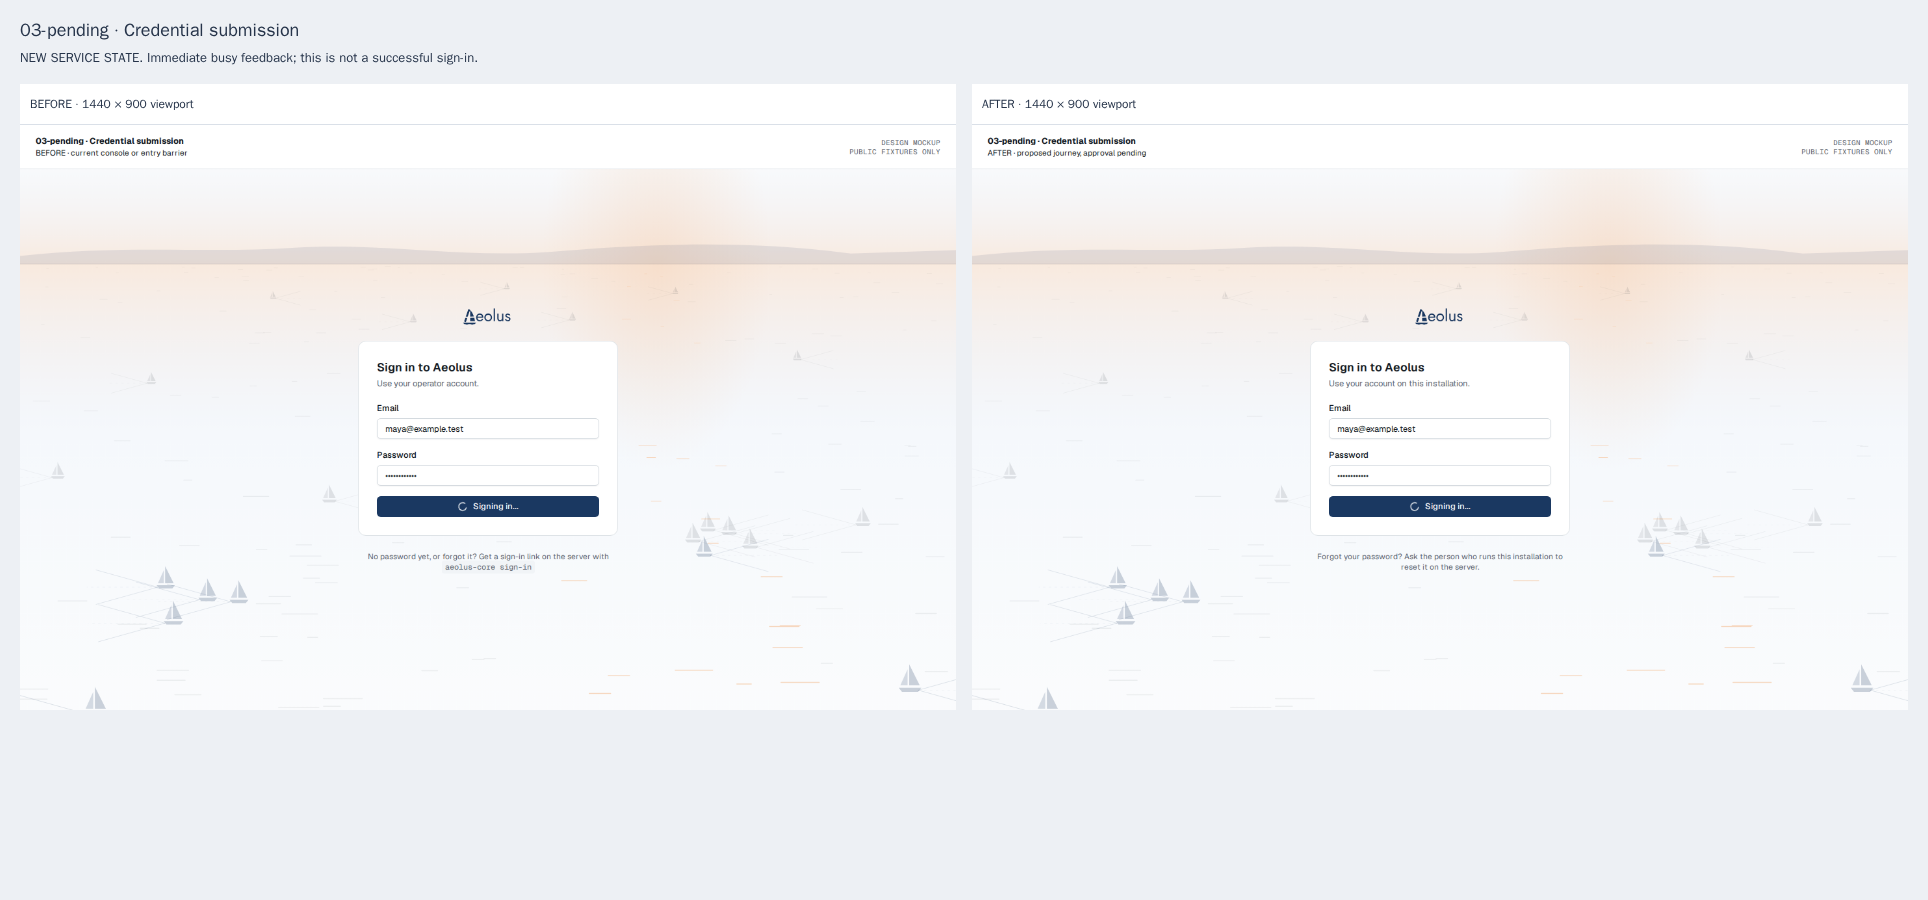 03-pending · Credential submission
NEW SERVICE STATE. Immediate busy feedback; this is not a successful sign-in.
BEFORE · 1440 × 900 viewport
03-pending · Credential submission
BEFORE · current console or entry barrier
DESIGN MOCKUP
PUBLIC FIXTURES ONLY
Aeolus
Sign in to Aeolus
Use your operator account.
Email
maya@example.test
Password
••••••••••••
Signing in…
No password yet, or forgot it? Get a sign-in link on the server with
aeolus-core sign-in
AFTER · 1440 × 900 viewport
03-pending · Credential submission
AFTER · proposed journey, approval pending
DESIGN MOCKUP
PUBLIC FIXTURES ONLY
Aeolus
Sign in to Aeolus
Use your account on this installation.
Email
maya@example.test
Password
••••••••••••
Signing in…
Forgot your password? Ask the person who runs this installation to
reset it on the server.